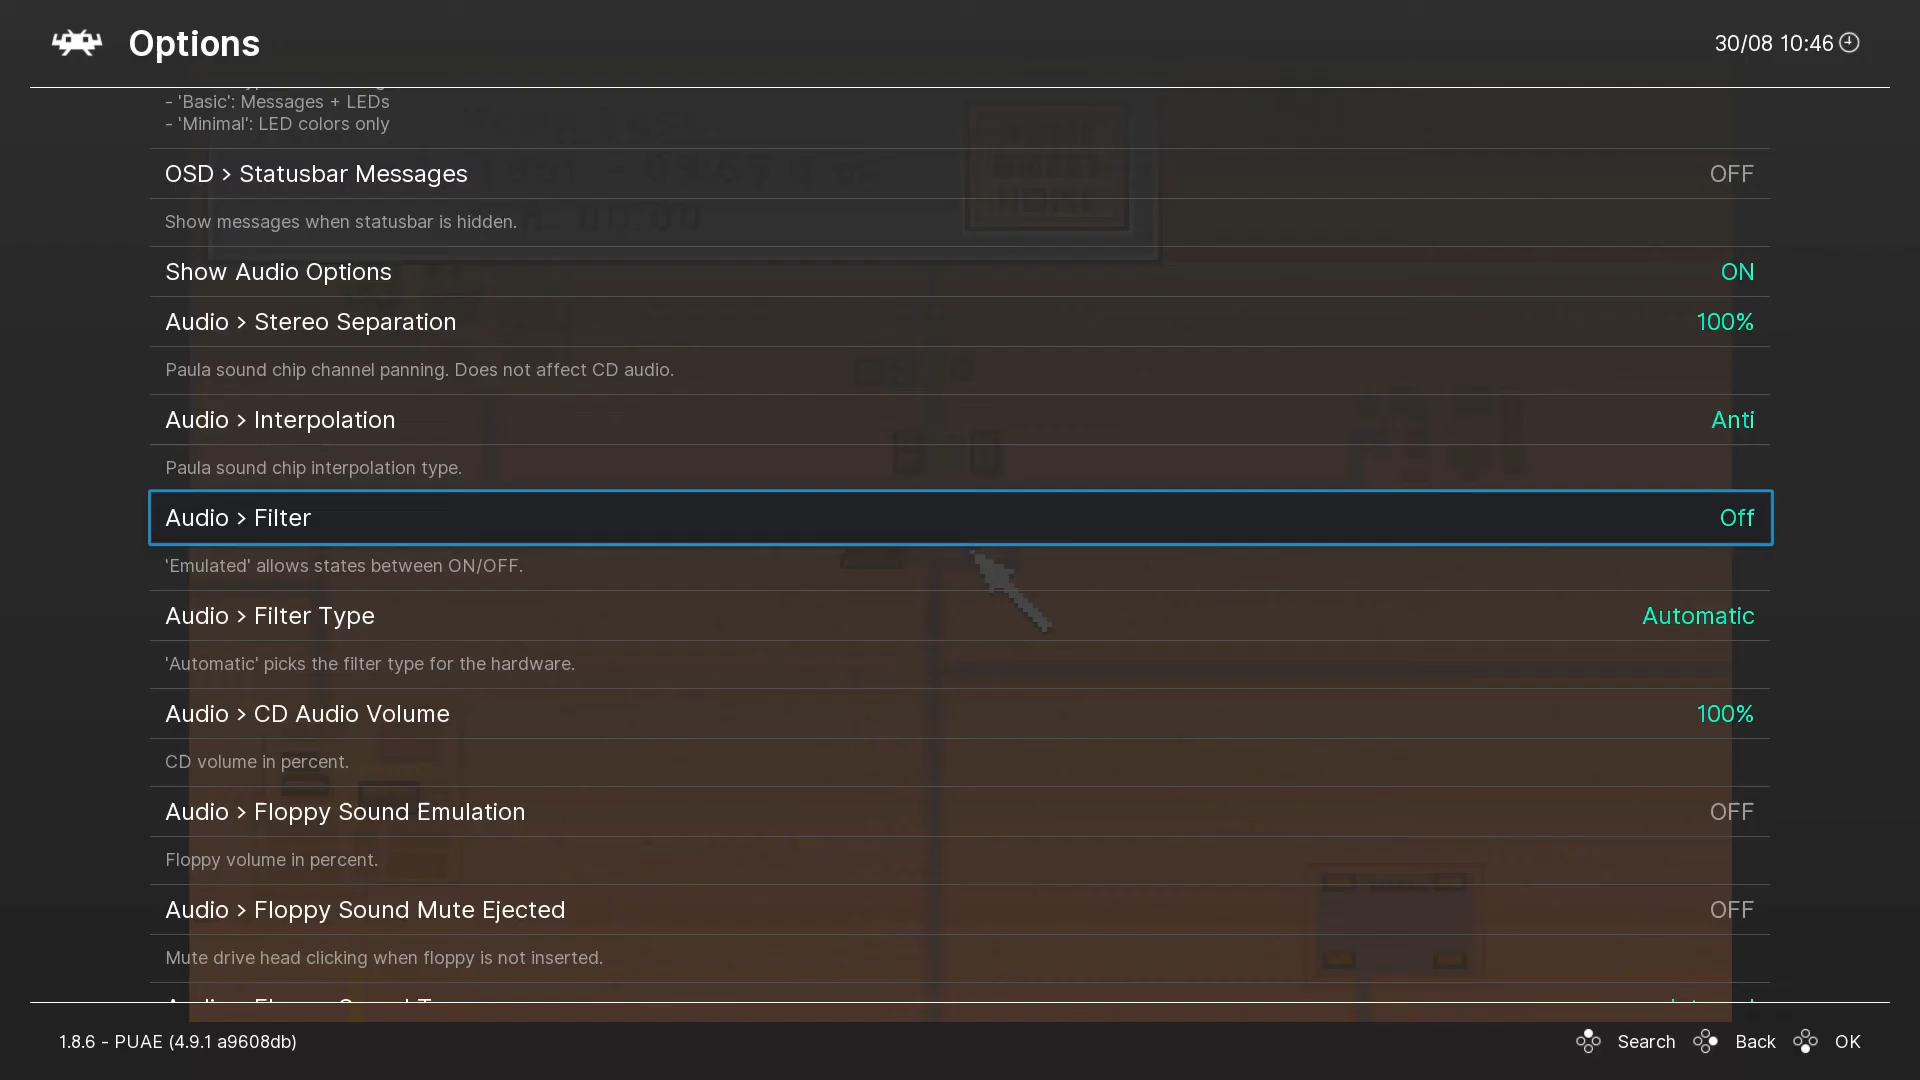 Options
30/08 10:46
- 'Basic': Messages + LEDs
- 'Minimal': LED colors only
OSD > Statusbar Messages OFF
Show messages when statusbar is hidden.
Show Audio Options ON
Audio > Stereo Separation 100%
Paula sound chip channel panning. Does not affect CD audio.
Audio > Interpolation Anti
Paula sound chip interpolation type.
Audio > Filter Off
'Emulated' allows states between ON/OFF.
Audio > Filter Type Automatic
'Automatic' picks the filter type for the hardware.
Audio > CD Audio Volume 100%
CD volume in percent.
Audio > Floppy Sound Emulation OFF
Floppy volume in percent.
Audio > Floppy Sound Mute Ejected OFF
Mute drive head clicking when floppy is not inserted.
1.8.6 - PUAE (4.9.1 a9608db)
Search Back OK